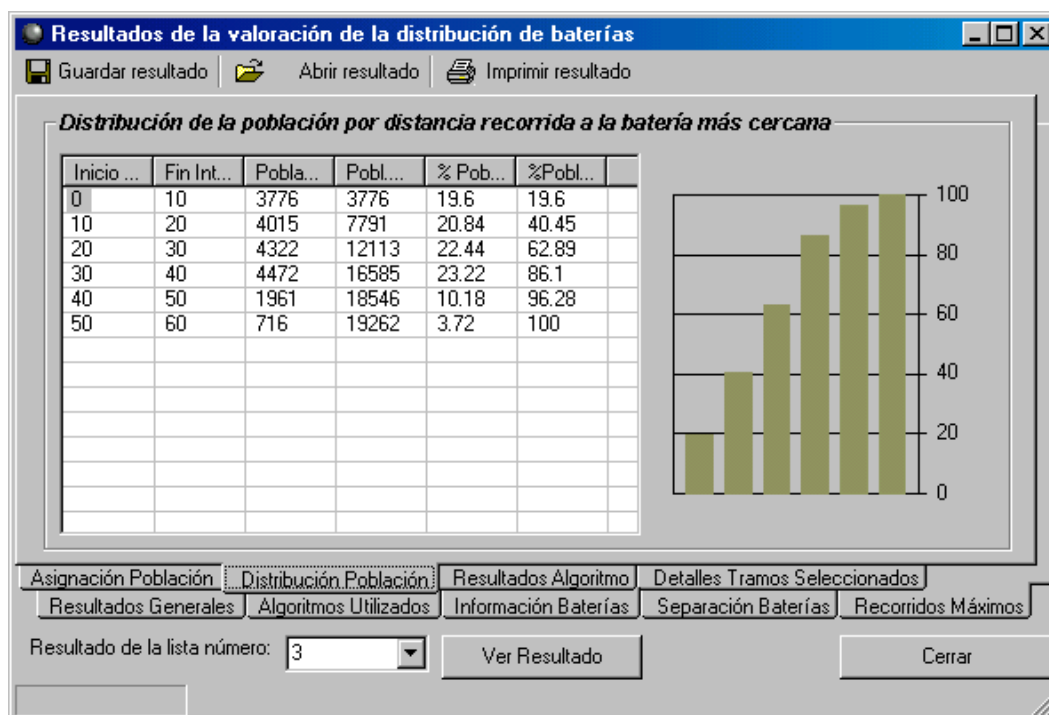 Resultados de la valoración de la distribución de baterías
Guardar resultado Abrir resultado Imprimir resultado
Distribución de la población por distancia recorrida a la batería más cercana
Inicio ... Fin Int... Pobla... Pobl.... % Pob... %Pobl...
0 10 3776 3776 19.6 19.6
10 20 4015 7791 20.84 40.45
20 30 4322 12113 22.44 62.89
30 40 4472 16585 23.22 86.1
40 50 1961 18546 10.18 96.28
50 60 716 19262 3.72 100
100
80
60
40
20
0
Asignación Población Distribución Población Resultados Algoritmo Detalles Tramos Seleccionados
Resultados Generales Algoritmos Utilizados Información Baterías Separación Baterías Recorridos Máximos
Resultado de la lista número: 3 Ver Resultado Cerrar